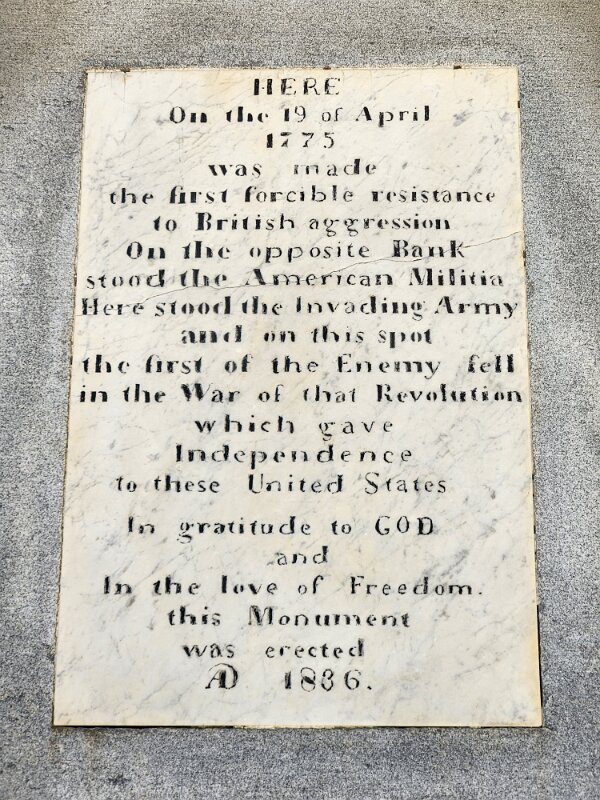 HERE
On the 19 of April
1775
was made
the first forcible resistance
to British aggression
On the opposite Bank
stood the American Militia
Here stood the Invading Army
and on this spot
the first of the Enemy fell
in the War of that Revolution
which gave
Independence
to these United States
In gratitude to GOD
and
In the love of Freedom.
this Monument
was erected
AD 1836.